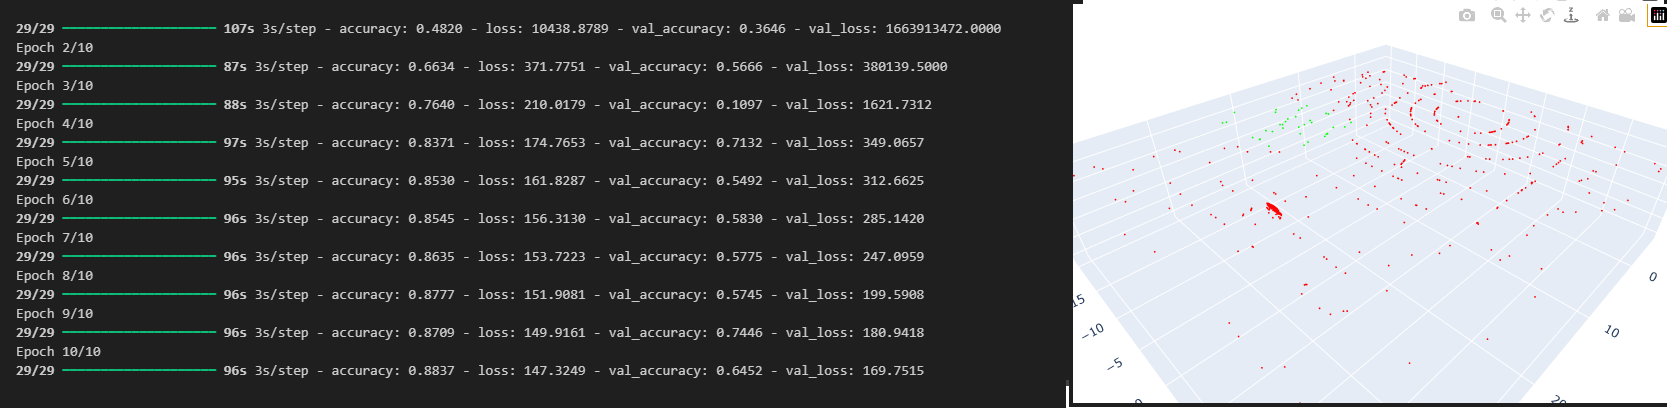 29/29 ━━━━━━━━━━━━━━━━━━━━ 107s 3s/step - accuracy: 0.4820 - loss: 10438.8789 - val_accuracy: 0.3646 - val_loss: 1663913472.0000
Epoch 2/10
29/29 ━━━━━━━━━━━━━━━━━━━━ 87s 3s/step - accuracy: 0.6634 - loss: 371.7751 - val_accuracy: 0.5666 - val_loss: 380139.5000
Epoch 3/10
29/29 ━━━━━━━━━━━━━━━━━━━━ 88s 3s/step - accuracy: 0.7640 - loss: 210.0179 - val_accuracy: 0.1097 - val_loss: 1621.7312
Epoch 4/10
29/29 ━━━━━━━━━━━━━━━━━━━━ 97s 3s/step - accuracy: 0.8371 - loss: 174.7653 - val_accuracy: 0.7132 - val_loss: 349.0657
Epoch 5/10
29/29 ━━━━━━━━━━━━━━━━━━━━ 95s 3s/step - accuracy: 0.8530 - loss: 161.8287 - val_accuracy: 0.5492 - val_loss: 312.6625
Epoch 6/10
29/29 ━━━━━━━━━━━━━━━━━━━━ 96s 3s/step - accuracy: 0.8545 - loss: 156.3130 - val_accuracy: 0.5830 - val_loss: 285.1420
Epoch 7/10
29/29 ━━━━━━━━━━━━━━━━━━━━ 96s 3s/step - accuracy: 0.8635 - loss: 153.7223 - val_accuracy: 0.5775 - val_loss: 247.0959
Epoch 8/10
29/29 ━━━━━━━━━━━━━━━━━━━━ 96s 3s/step - accuracy: 0.8777 - loss: 151.9081 - val_accuracy: 0.5745 - val_loss: 199.5908
Epoch 9/10
29/29 ━━━━━━━━━━━━━━━━━━━━ 96s 3s/step - accuracy: 0.8709 - loss: 149.9161 - val_accuracy: 0.7446 - val_loss: 180.9418
Epoch 10/10
29/29 ━━━━━━━━━━━━━━━━━━━━ 96s 3s/step - accuracy: 0.8837 - loss: 147.3249 - val_accuracy: 0.6452 - val_loss: 169.7515
0
15
−10
10
−5